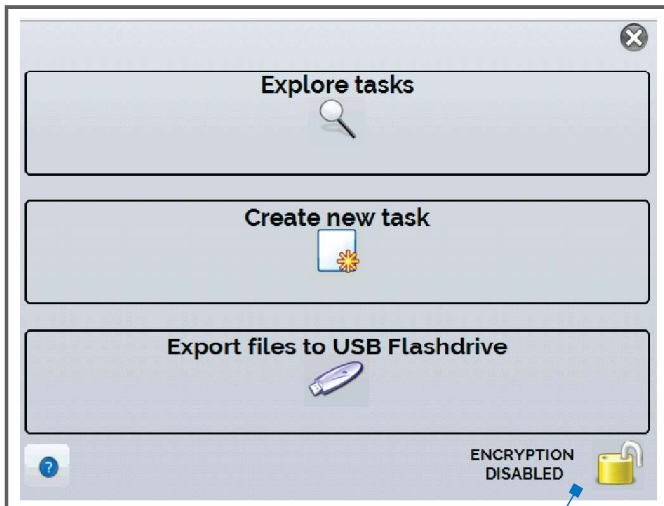 Explore tasks
Create new task
Export files to USB Flashdrive
?
ENCRYPTION
DISABLED